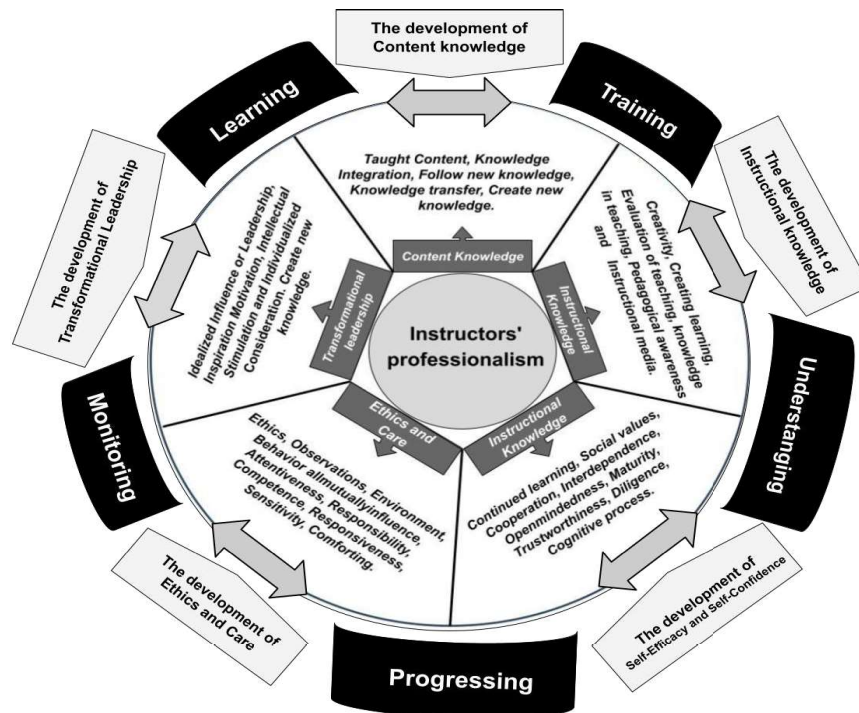 The development of
Content knowledge
Learning
Training
The development of
Transformational Leadership
The development of
Instructional knowledge
Taught Content, Knowledge
Integration, Follow new knowledge,
Knowledge transfer, Create new
knowledge.
Idealized Influence or Leadership,
Inspiration Motivation, Intellectual
Stimulation and Individualized
Consideration, Create new
knowledge.
Creativity, Creating learning,
Evaluation of teaching, knowledge
in teaching, Pedagogical awareness
and Instructional media.
Content Knowledge
Transformational
leadership
Instructional
Knowledge
Instructors'
professionalism
Ethics and
Care
Instructional
Knowledge
Monitoring
Understanging
Ethics, Observations, Environment,
Behavior allmutuallyinfluence,
Attentiveness, Responsibility,
Competence, Responsiveness,
Sensitivity, Comforting.
Continued learning, Social values,
Cooperation, Interdependence,
Openmindedness, Maturity,
Trustworthiness, Diligence,
Cognitive process.
The development of
Ethics and Care
The development of
Self-Efficacy and Self-Confidence
Progressing